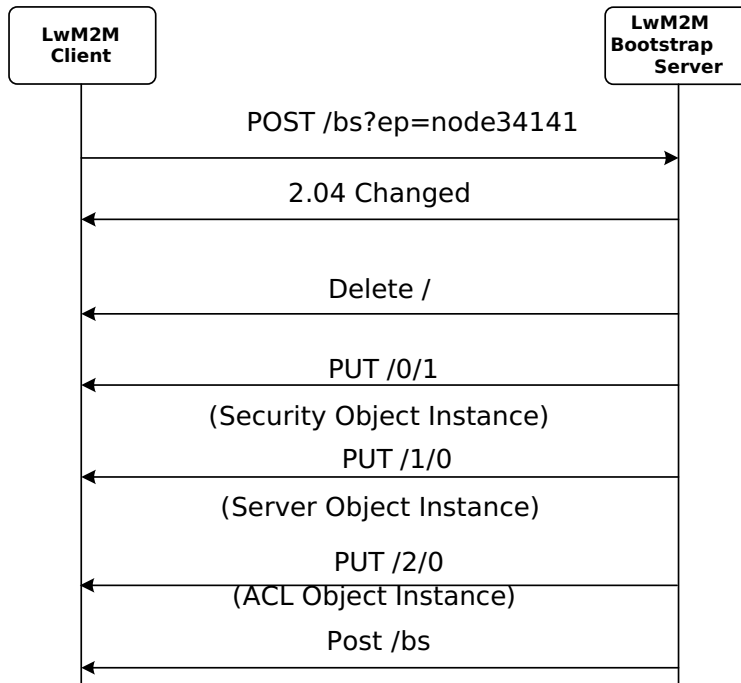 LwM2M
Client
LwM2M
Bootstrap
Server
POST /bs?ep=node34141
2.04 Changed
Delete /
PUT /0/1
(Security Object Instance)
PUT /1/0
(Server Object Instance)
PUT /2/0
(ACL Object Instance)
Post /bs